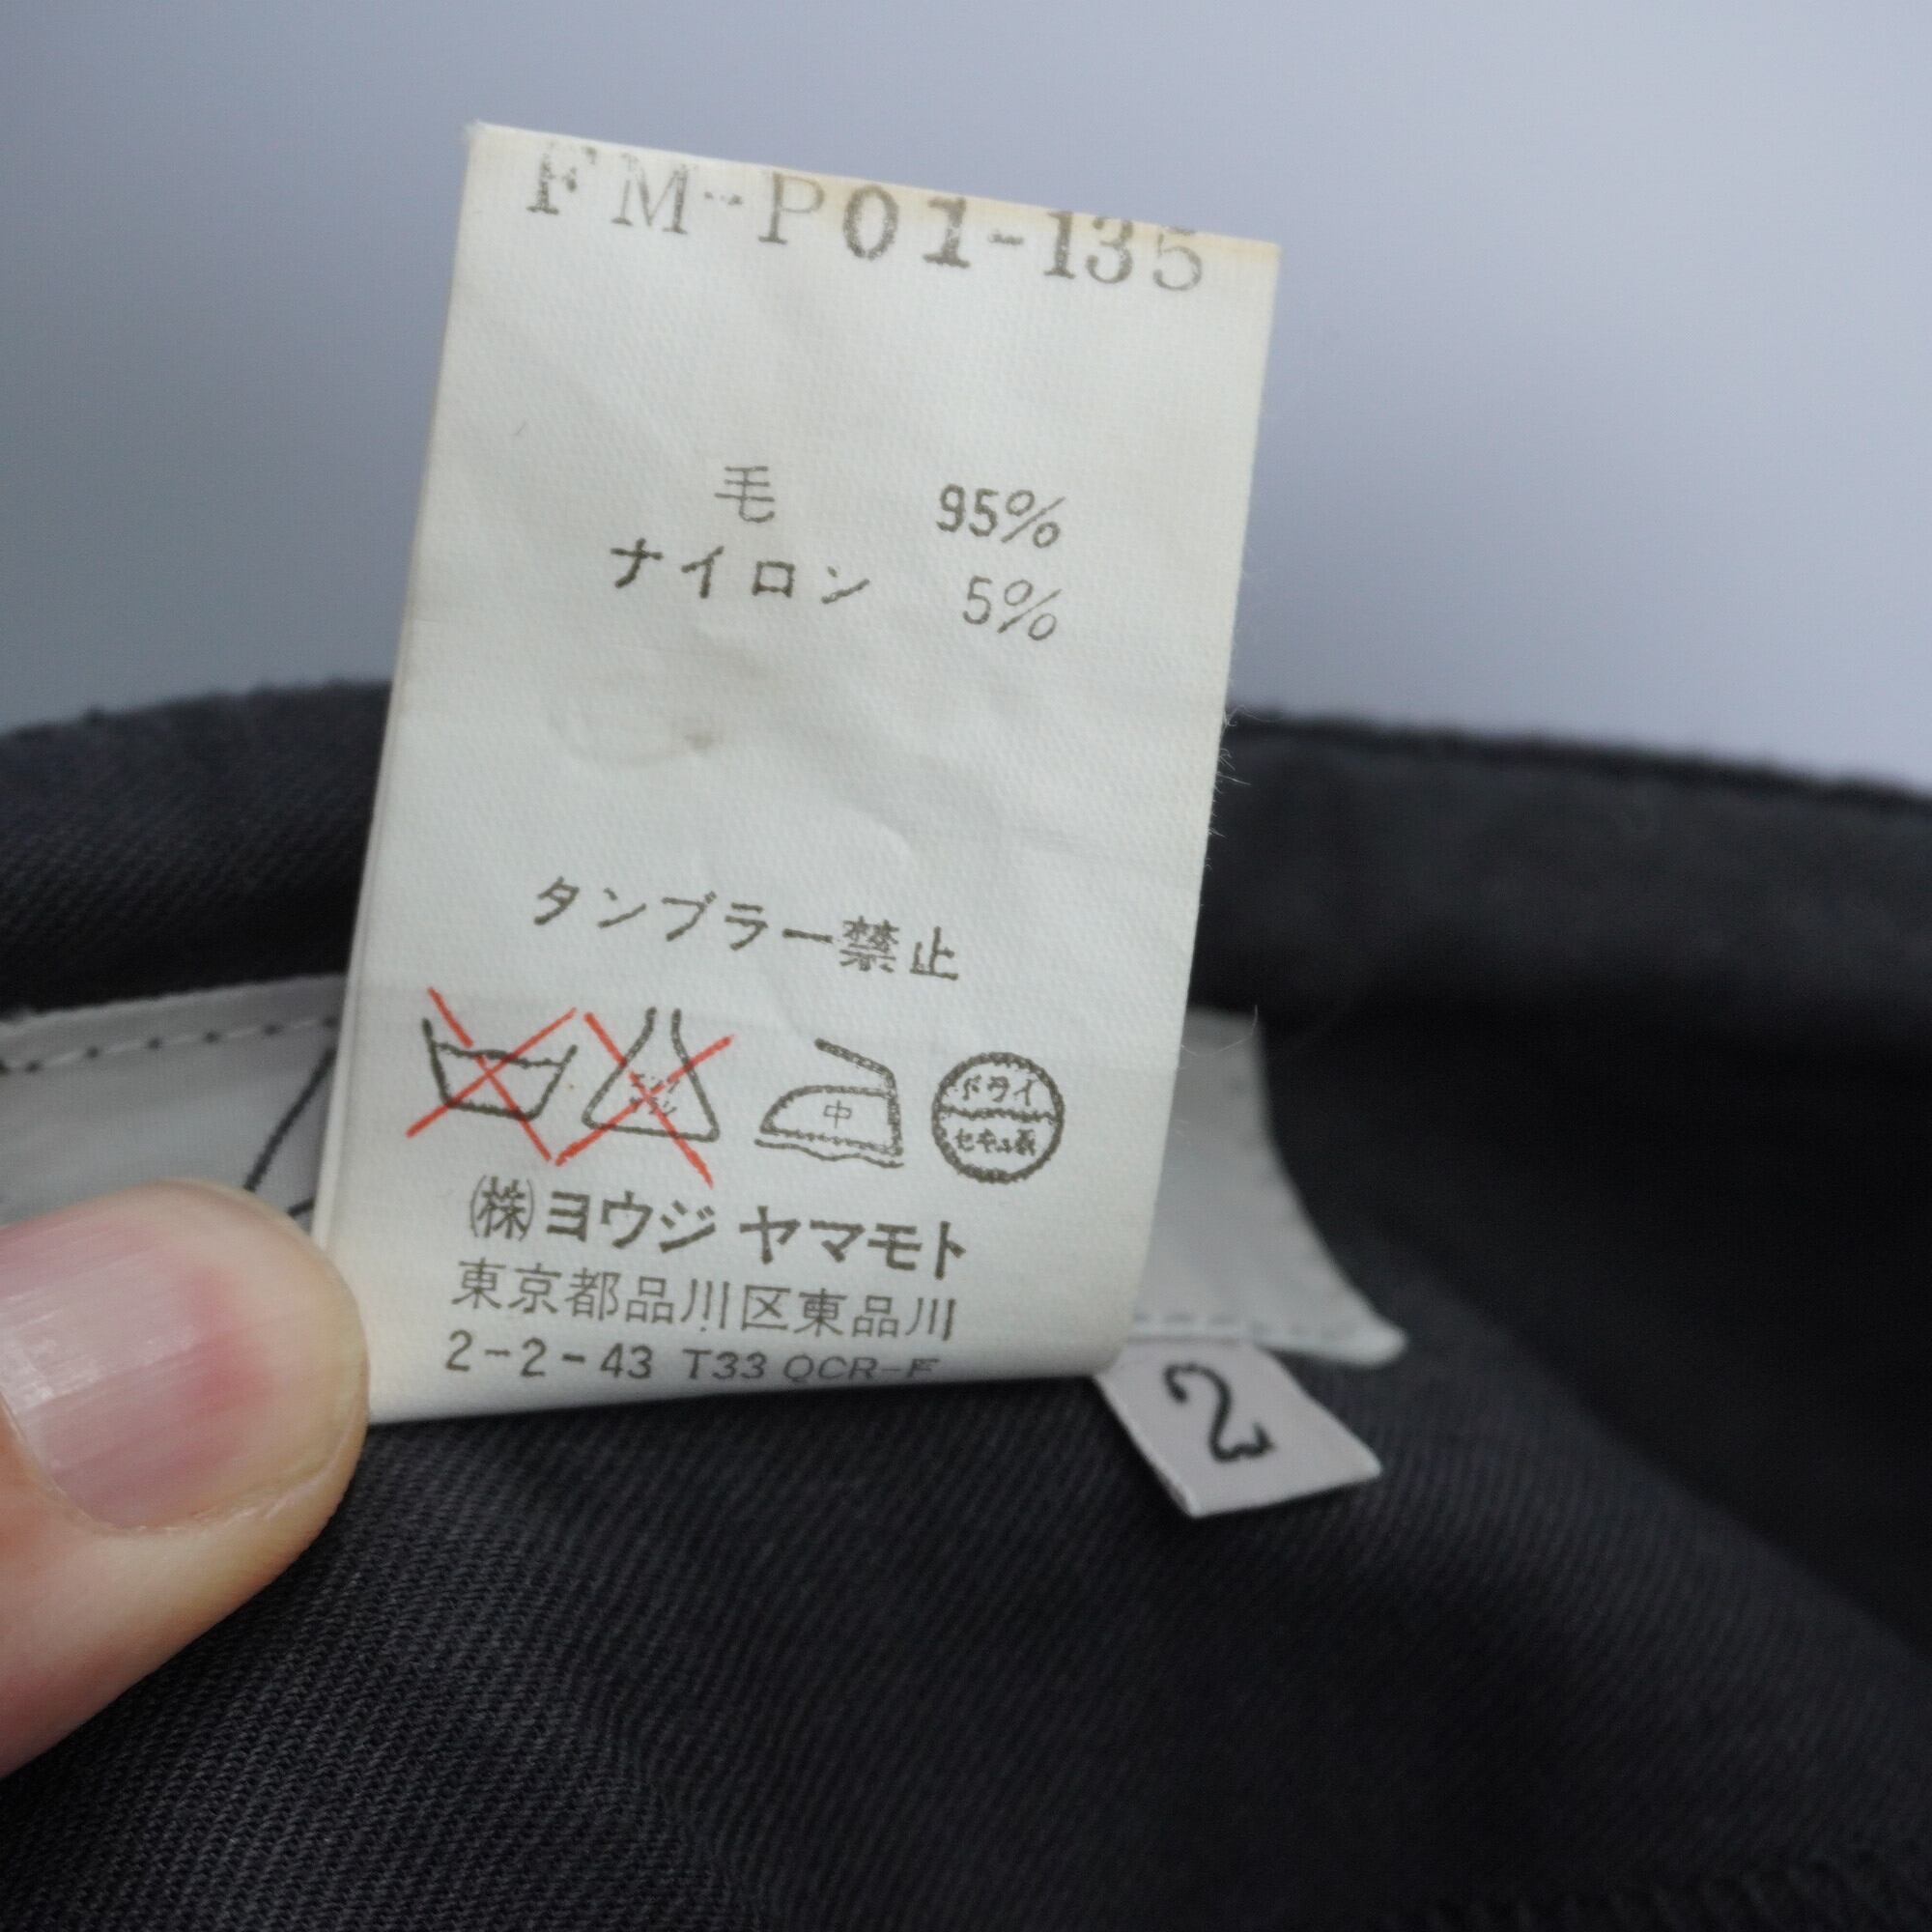 FM-P01-135
毛 95%
ナイロン 5%
タンブラー禁止
中
ドライ
セキユ系
(株)ヨウジ ヤマモト
東京都品川区東品川
2-2-43 T33 QCR-F
2